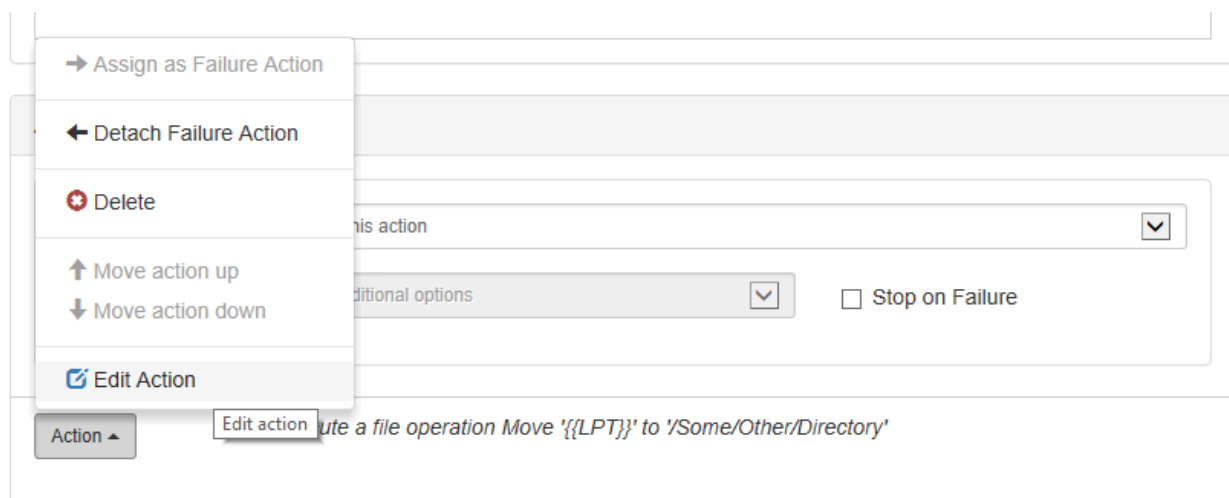 Assign as Failure Action
Detach Failure Action
Delete
his action
Move action up
ditional options
Stop on Failure
Move action down
Edit Action
Action
Edit action
ute a file operation Move '{{LPT}}' to '/Some/Other/Directory'